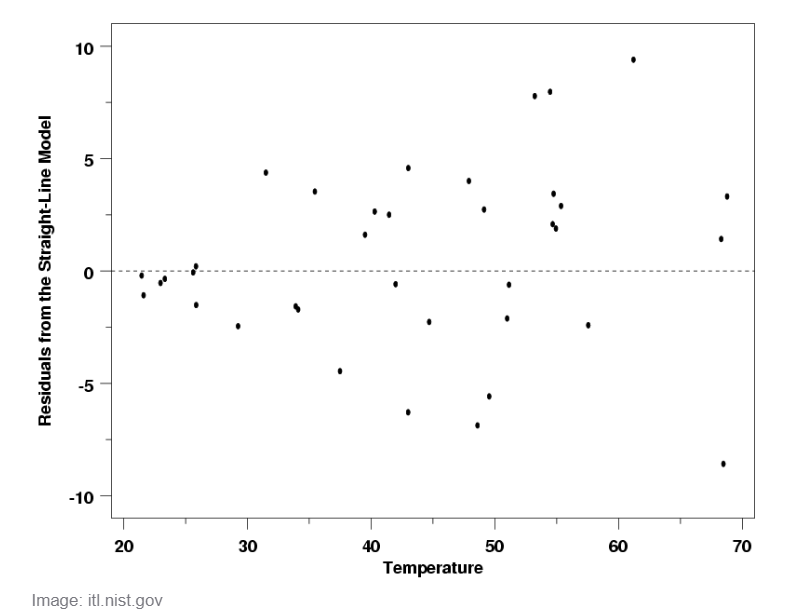 10
5
0
-5
-10
Residuals from the Straight-Line Model
20 30 40 50 60 70
Temperature
Image: itl.nist.gov